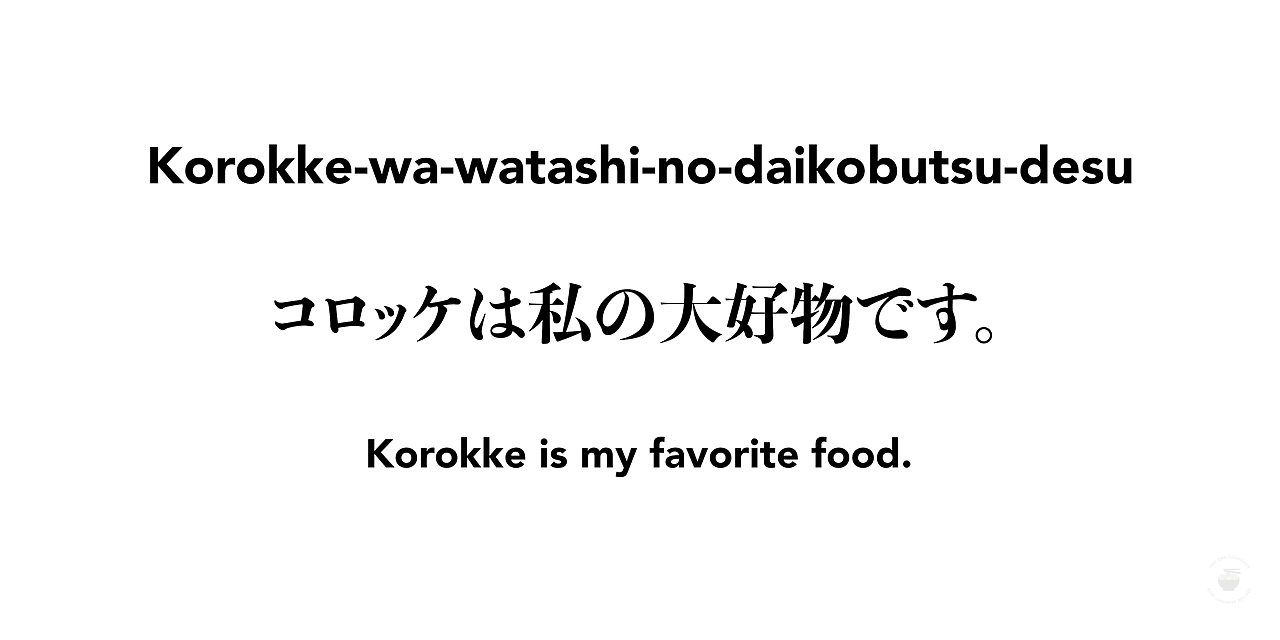 Korokke-wa-watashi-no-daikobutsu-desu
コロッケは私の大好物です。
Korokke is my favorite food.